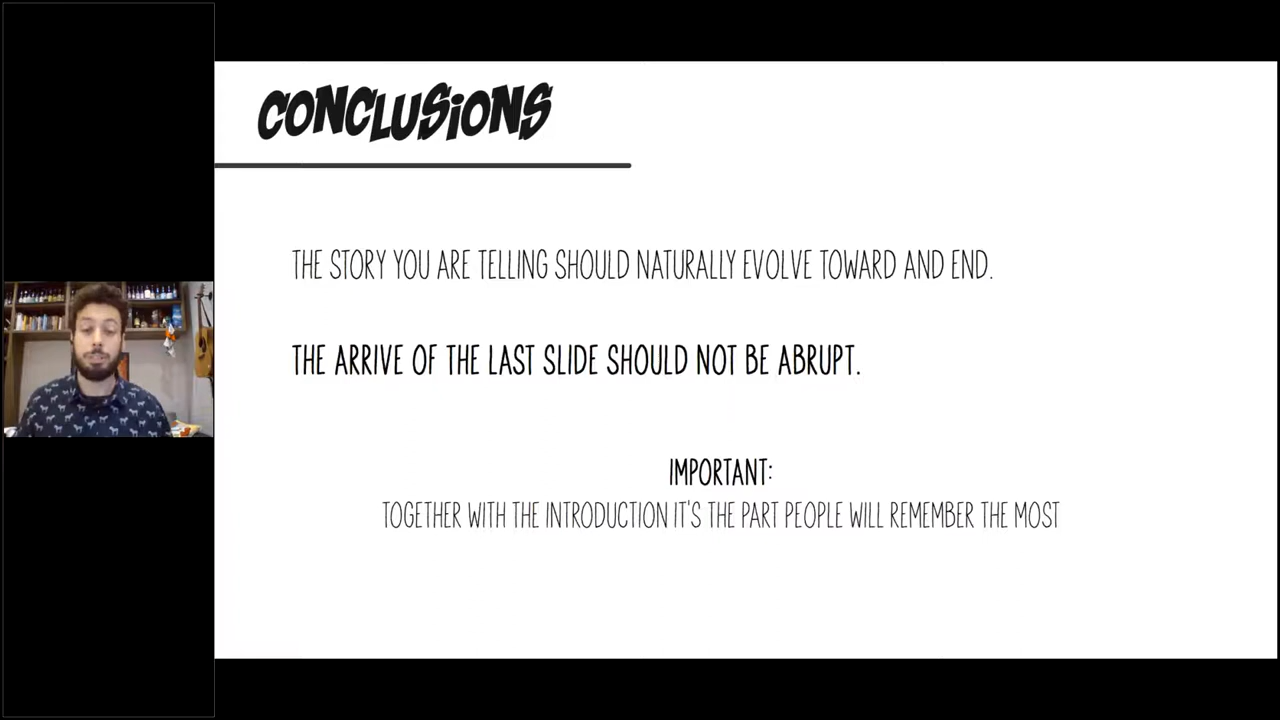 CONCLUSiONS
THE STORY YOU ARE TELLING SHOULD NATURALLY EVOLVE TOWARD AND END.
THE ARRIVE OF THE LAST SLIDE SHOULD NOT BE ABRUPT.
IMPORTANT:
TOGETHER WITH THE INTRODUCTION IT'S THE PART PEOPLE WILL REMEMBER THE MOST